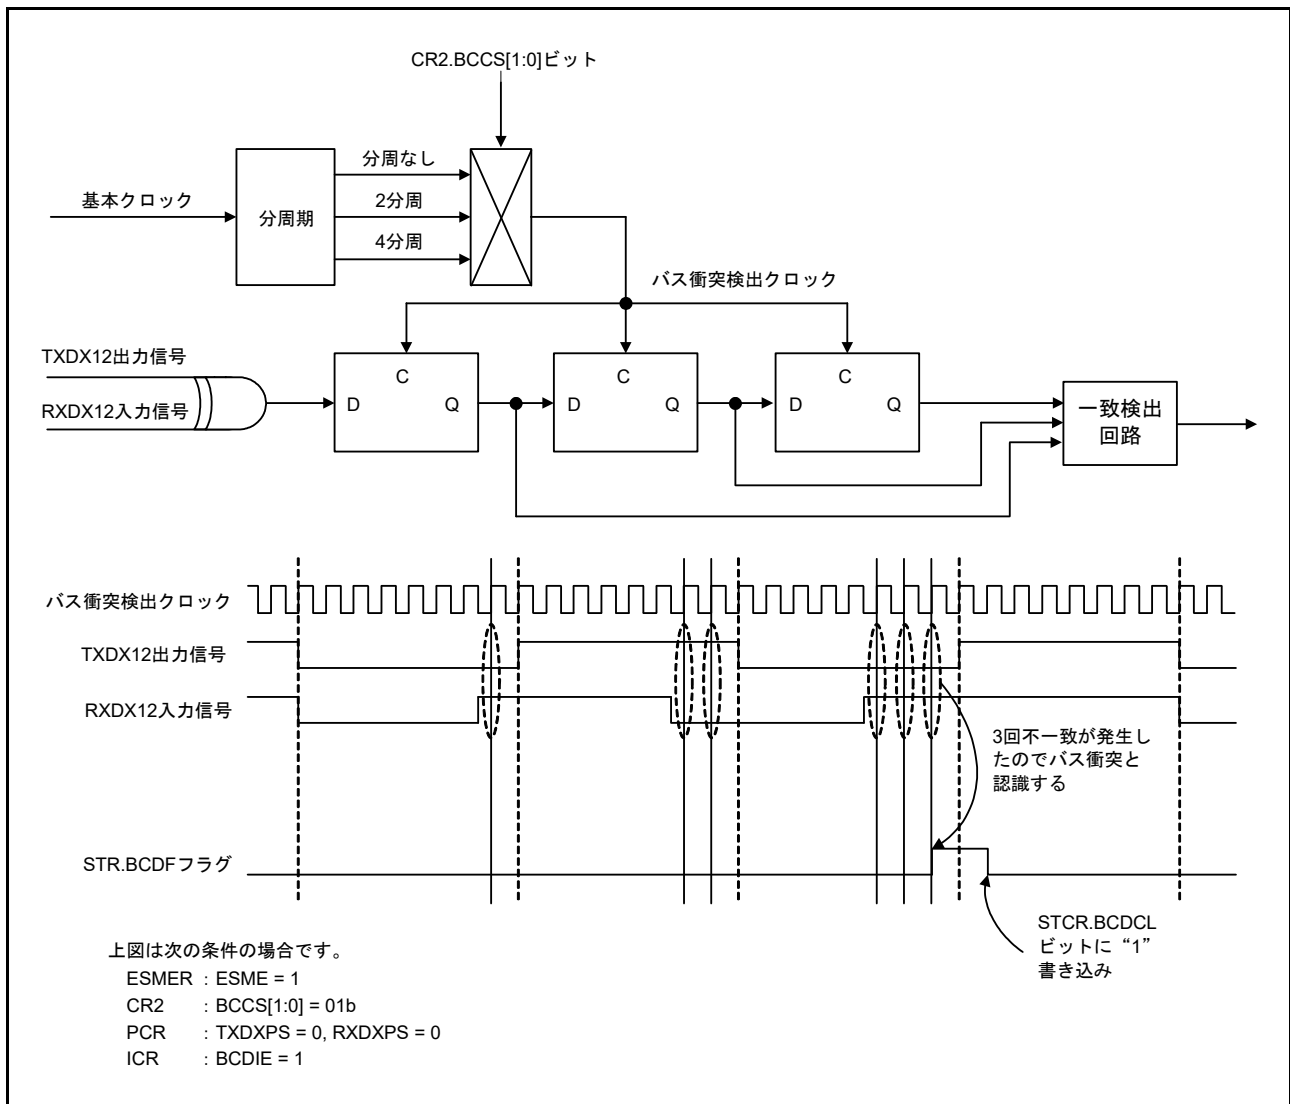 CR2.BCCS[1:0]ビット
分周なし
基本クロック
分周期
2分周
4分周
バス衝突検出クロック
TXDX12出力信号
RXDX12入力信号
C
D
Q
C
D
Q
C
D
Q
一致検出
回路
バス衝突検出クロック
TXDX12出力信号
RXDX12入力信号
3回不一致が発生し
たのでバス衝突と
認識する
STR.BCDFフラグ
STCR.BCDCL
ビットに“1”
書き込み
上図は次の条件の場合です。
ESMER : ESME = 1
CR2 : BCCS[1:0] = 01b
PCR : TXDXPS = 0, RXDXPS = 0
ICR : BCDIE = 1